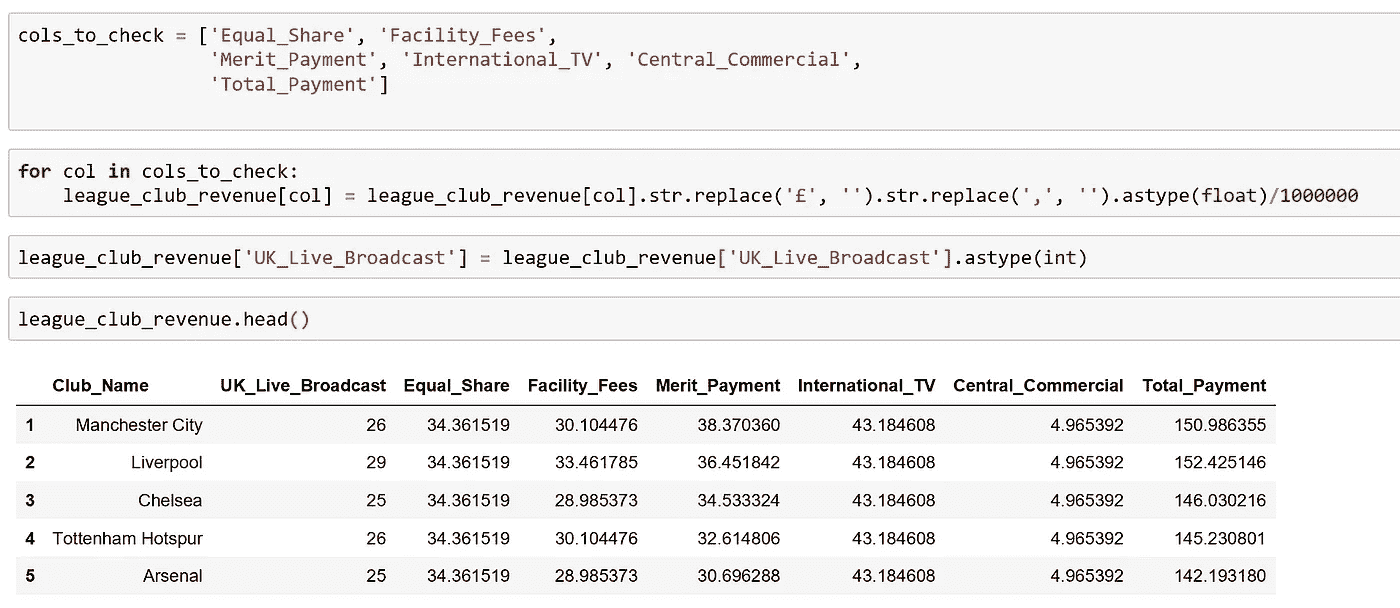 cols_to_check = ['Equal_Share', 'Facility_Fees',
                 'Merit_Payment', 'International_TV', 'Central_Commercial',
                 'Total_Payment']
for col in cols_to_check:
    league_club_revenue[col] = league_club_revenue[col].str.replace('£', '').str.replace(',', '').astype(float)/1000000
league_club_revenue['UK_Live_Broadcast'] = league_club_revenue['UK_Live_Broadcast'].astype(int)
league_club_revenue.head()
Club_Name UK_Live_Broadcast Equal_Share Facility_Fees Merit_Payment International_TV Central_Commercial Total_Payment
1 Manchester City 26 34.361519 30.104476 38.370360 43.184608 4.965392 150.986355
2 Liverpool 29 34.361519 33.461785 36.451842 43.184608 4.965392 152.425146
3 Chelsea 25 34.361519 28.985373 34.533324 43.184608 4.965392 146.030216
4 Tottenham Hotspur 26 34.361519 30.104476 32.614806 43.184608 4.965392 145.230801
5 Arsenal 25 34.361519 28.985373 30.696288 43.184608 4.965392 142.193180